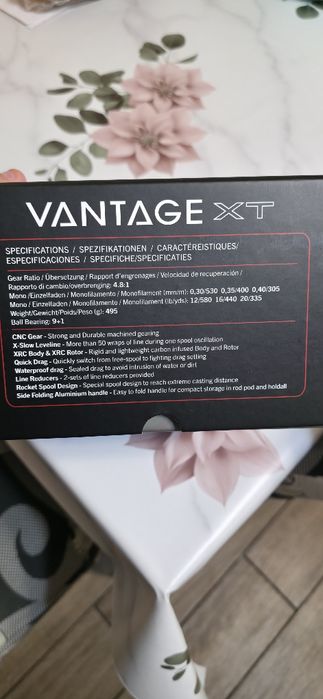 VANTAGE XT
SPECIFICATIONS / SPEZIFIKATIONEN / CARACTÉREISTIQUES/
ESPECIFICACIONES / SPECIFICHE/SPECIFICATIES
Gear Ratio / Übersetzung / Rapport d'engrenages / Velocidad de recuperación /
Rapporto di cambio/overbrenging: 4.8:1
Mono / Einzelfaden / Monofilamento / Monofilament (mm/m): 0,30/530 0,35/400 0,40/305
Mono / Einzelfaden / Monofilamento / Monofilament (lb/yds): 12/580 16/440 20/335
Weight/Gewicht/Poids/Peso (g): 495
Ball Bearing: 9+1
CNC Gear - Strong and Durable machined gearing
X-Slow Leveline - More than 50 wraps of line during one spool oscillation
XRC Body & XRC Rotor - Rigid and lightweight carbon infused Body and Rotor
Quick Drag - Quickly switch from free-spool to fighting drag setting
Waterproof drag - Sealed drag to avoid intrusion of water or dirt
Line Reducers - 2-sets of line reducers provided
Rocket Spool Design - Special spool design to reach extreme casting distance
Side Folding Aluminium handle - Easy to fold handle for compact storage in rod pod and holdall